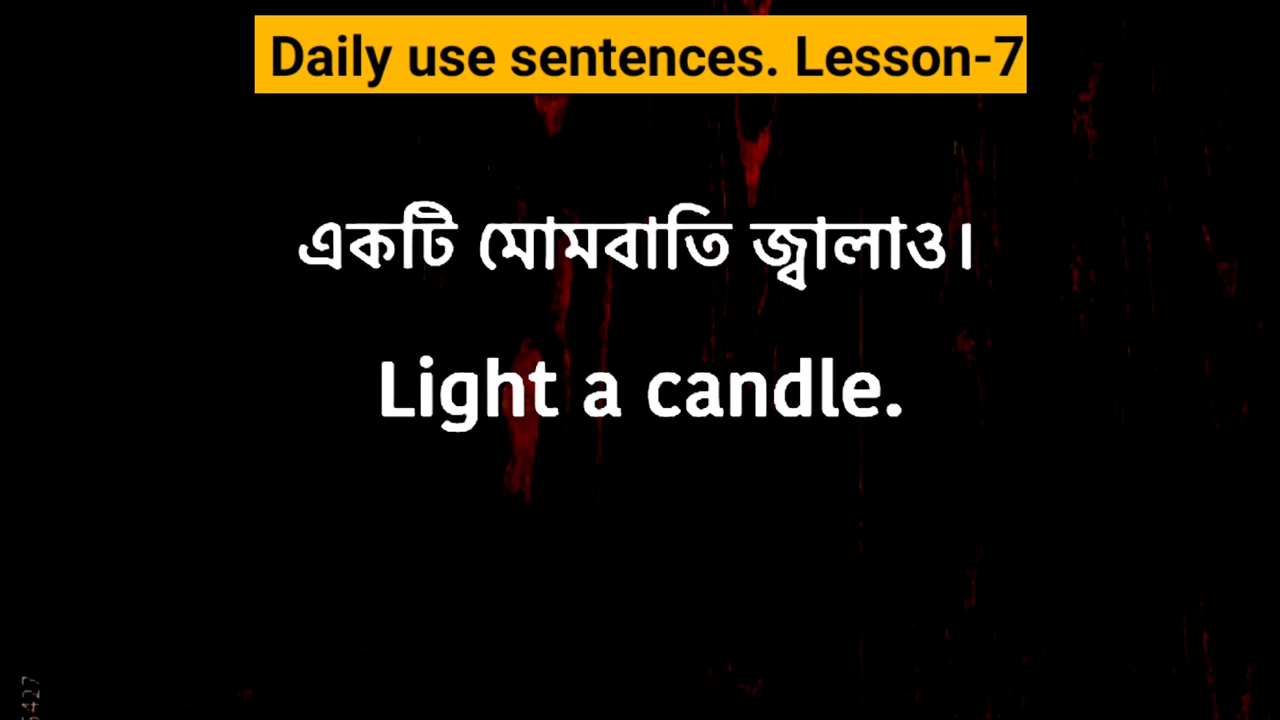 Daily use sentences. Lesson-7
একটি মোমবাতি জ্বালাও।
Light a candle.